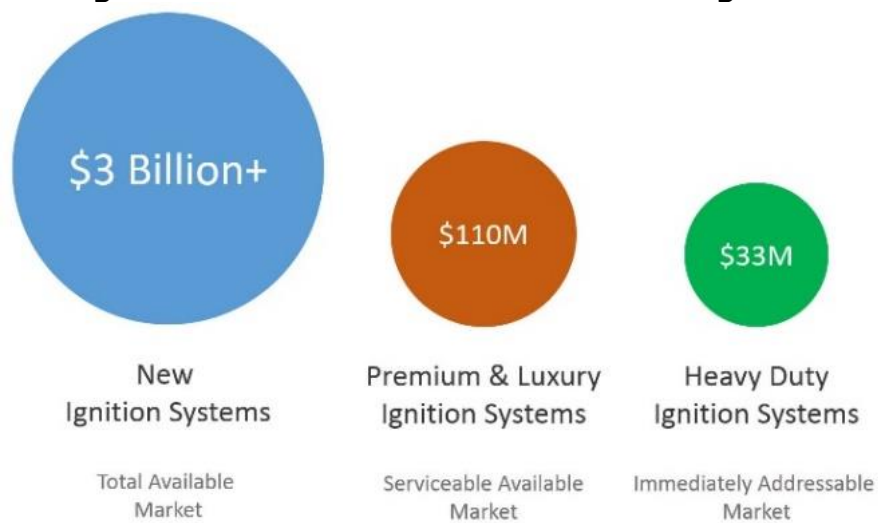 $3 Billion+
$110M
$33M
New
Ignition Systems
Premium & Luxury
Ignition Systems
Heavy Duty
Ignition Systems
Total Available
Market
Serviceable Available
Market
Immediately Addressable
Market